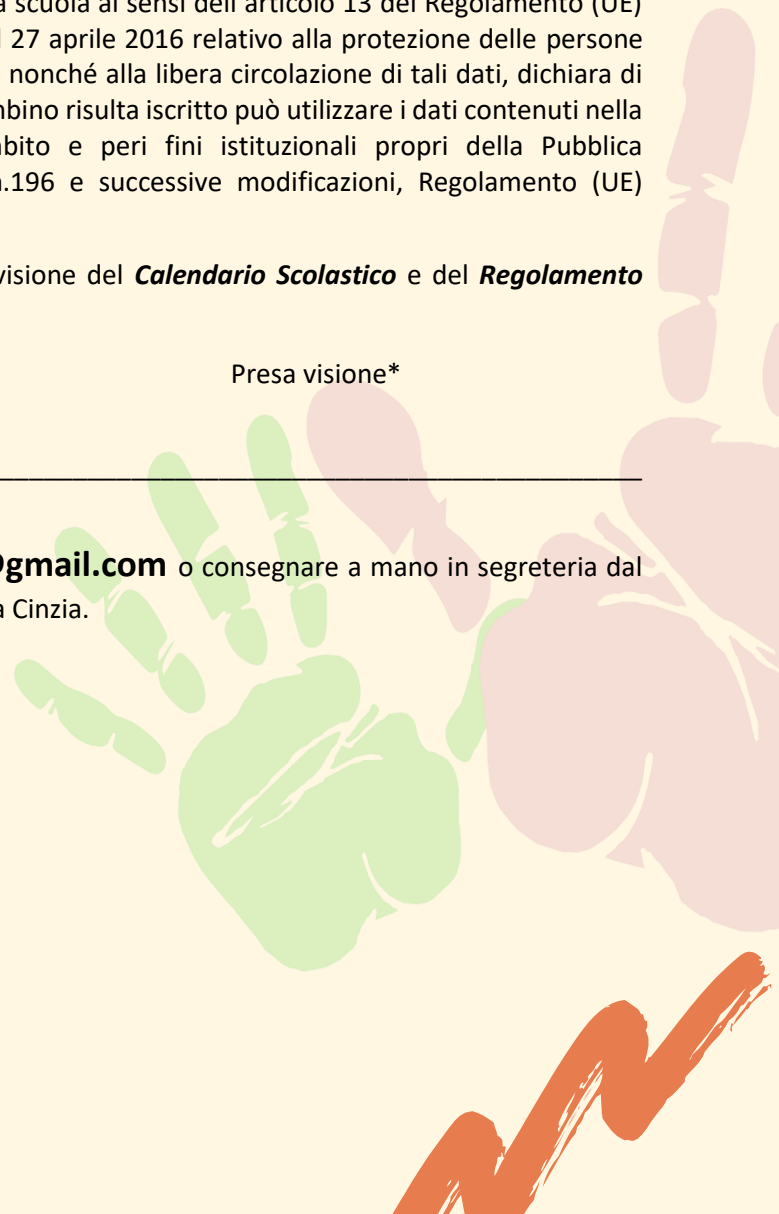 a scuola ai sensi dell'articolo 13 del Regolamento (UE)
27 aprile 2016 relativo alla protezione delle persone
nonché alla libera circolazione di tali dati, dichiara di
mbino risulta iscritto può utilizzare i dati contenuti nella
bito e peri fini istituzionali propri della Pubblica
n.196 e successive modificazioni, Regolamento (UE)
visione del Calendario Scolastico e del Regolamento
Presa visione*
@gmail.com o consegnare a mano in segreteria dal
a Cinzia.